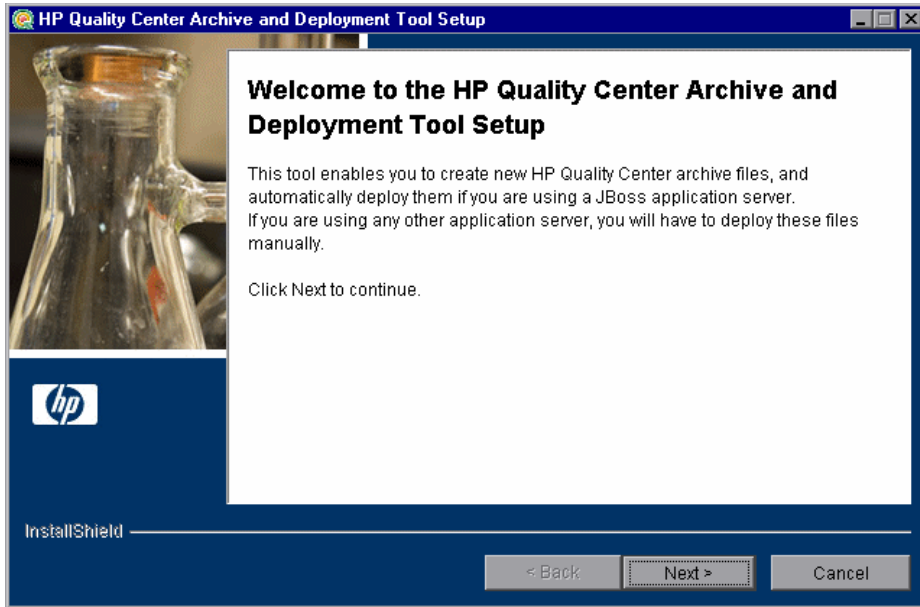 HP Quality Center Archive and Deployment Tool Setup
Welcome to the HP Quality Center Archive and
Deployment Tool Setup
This tool enables you to create new HP Quality Center archive files, and
automatically deploy them if you are using a JBoss application server.
If you are using any other application server, you will have to deploy these files
manually.
Click Next to continue.
hp
InstallShield
< Back
Next >
Cancel